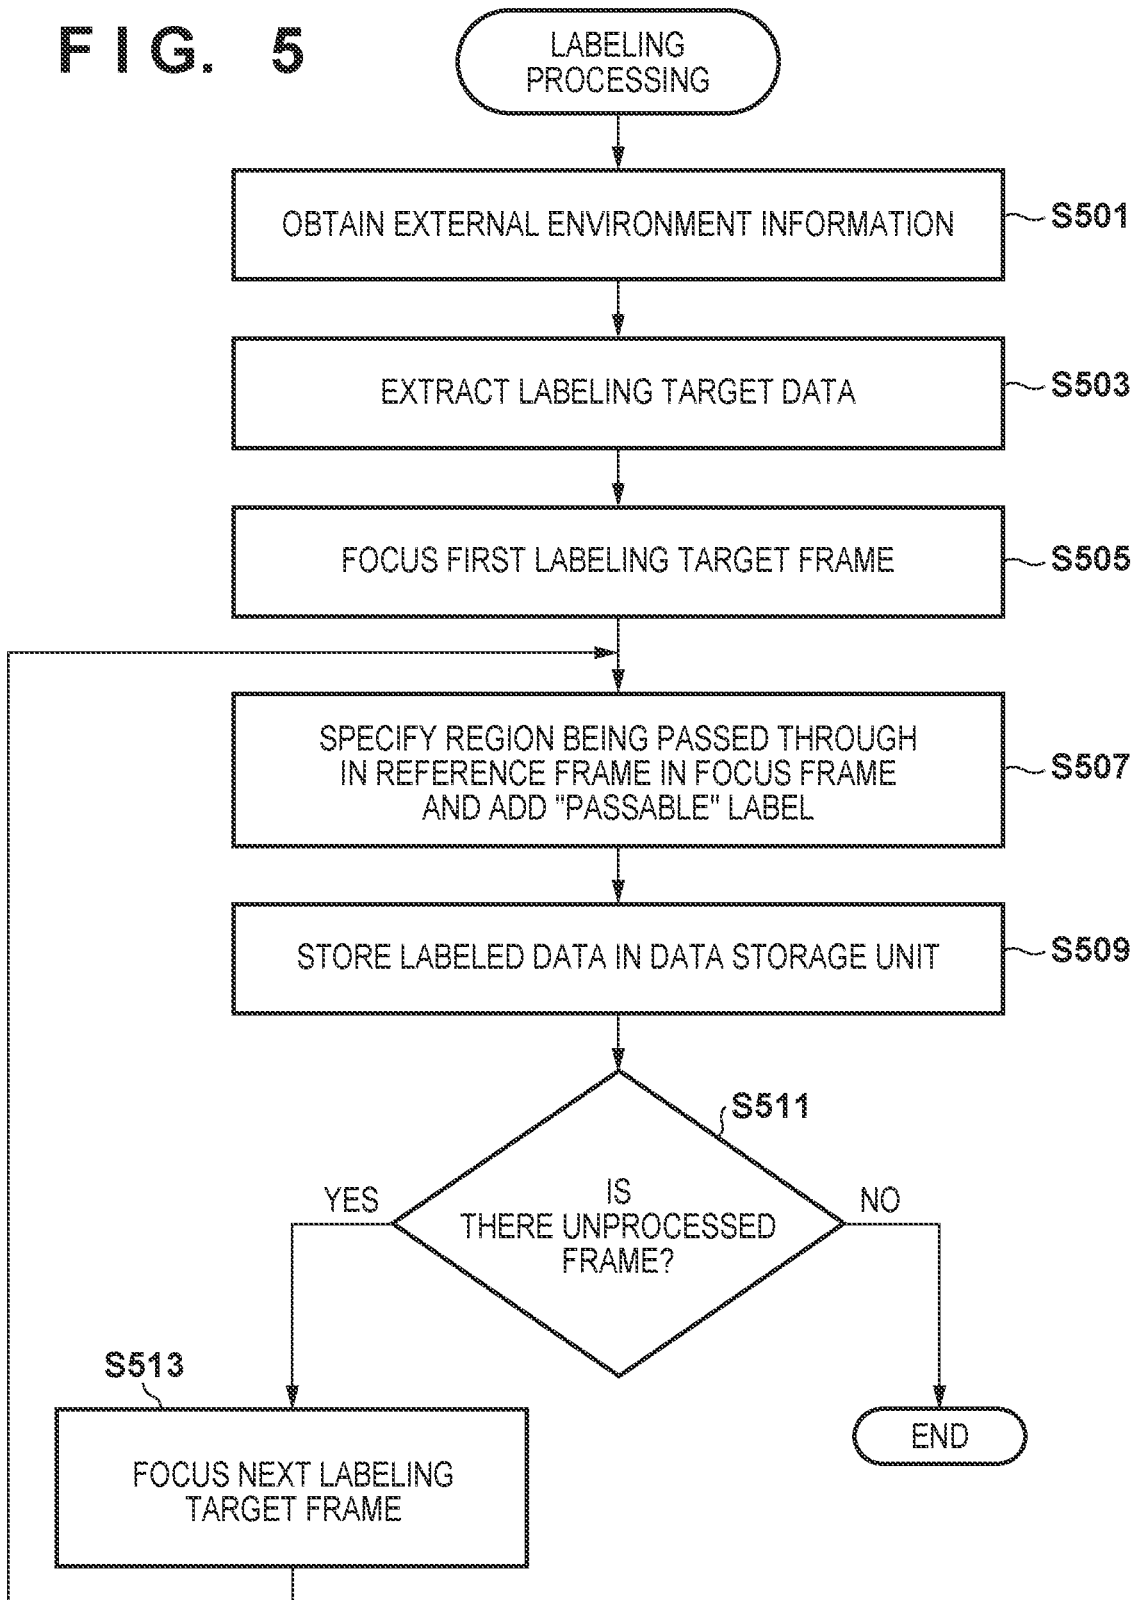 FIG. 5
LABELING
PROCESSING
OBTAIN EXTERNAL ENVIRONMENT INFORMATION
S501
EXTRACT LABELING TARGET DATA
S503
FOCUS FIRST LABELING TARGET FRAME
S505
SPECIFY REGION BEING PASSED THROUGH
IN REFERENCE FRAME IN FOCUS FRAME
AND ADD "PASSABLE" LABEL
S507
STORE LABELED DATA IN DATA STORAGE UNIT
S509
S511
IS
THERE UNPROCESSED
FRAME?
YES
NO
S513
FOCUS NEXT LABELING
TARGET FRAME
END